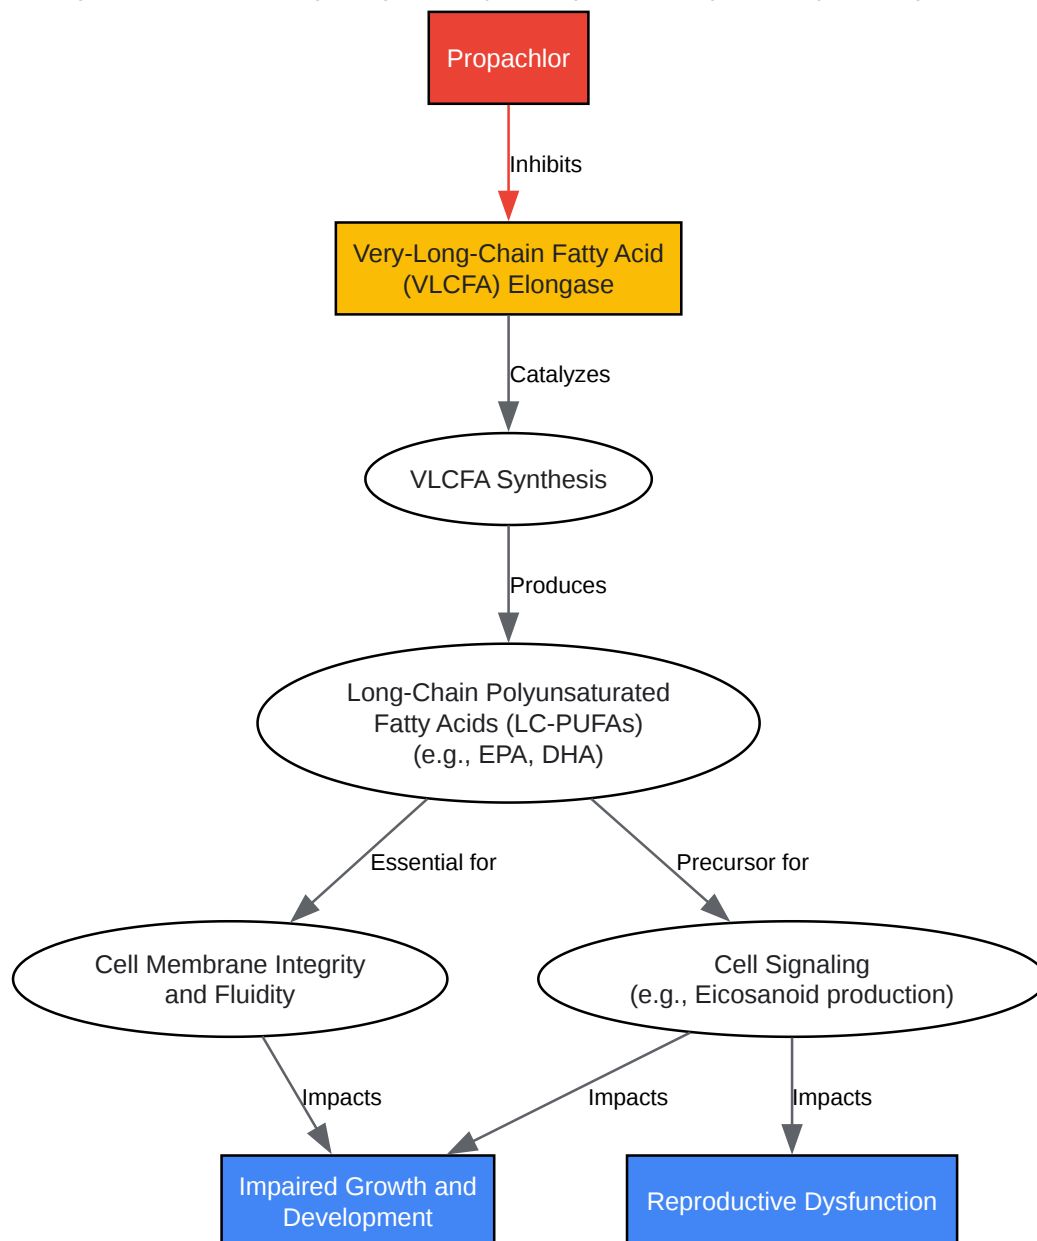 Propachlor
Inhibits
Very-Long-Chain Fatty Acid
(VLCFA) Elongase
Catalyzes
VLCFA Synthesis
Produces
Long-Chain Polyunsaturated
Fatty Acids (LC-PUFAs)
(e.g., EPA, DHA)
Essential for
Precursor for
Cell Membrane Integrity
and Fluidity
Cell Signaling
(e.g., Eicosanoid production)
Impacts
Impacts
Impacts
Impaired Growth and
Development
Reproductive Dysfunction